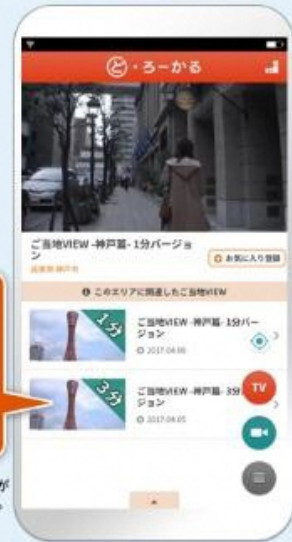 ど・ろーかる
ご当地VIEW -神戸篇- 1分バージョ
ン
お気に入り登録
兵庫県 神戸市
このエリアに関連したご当地VIEW
1分
ご当地VIEW -神戸篇- 1分バー
ジョン
2017.04.06
3分
ご当地VIEW -神戸篇- 3分
ジョン
2017.04.05
TV
が
。